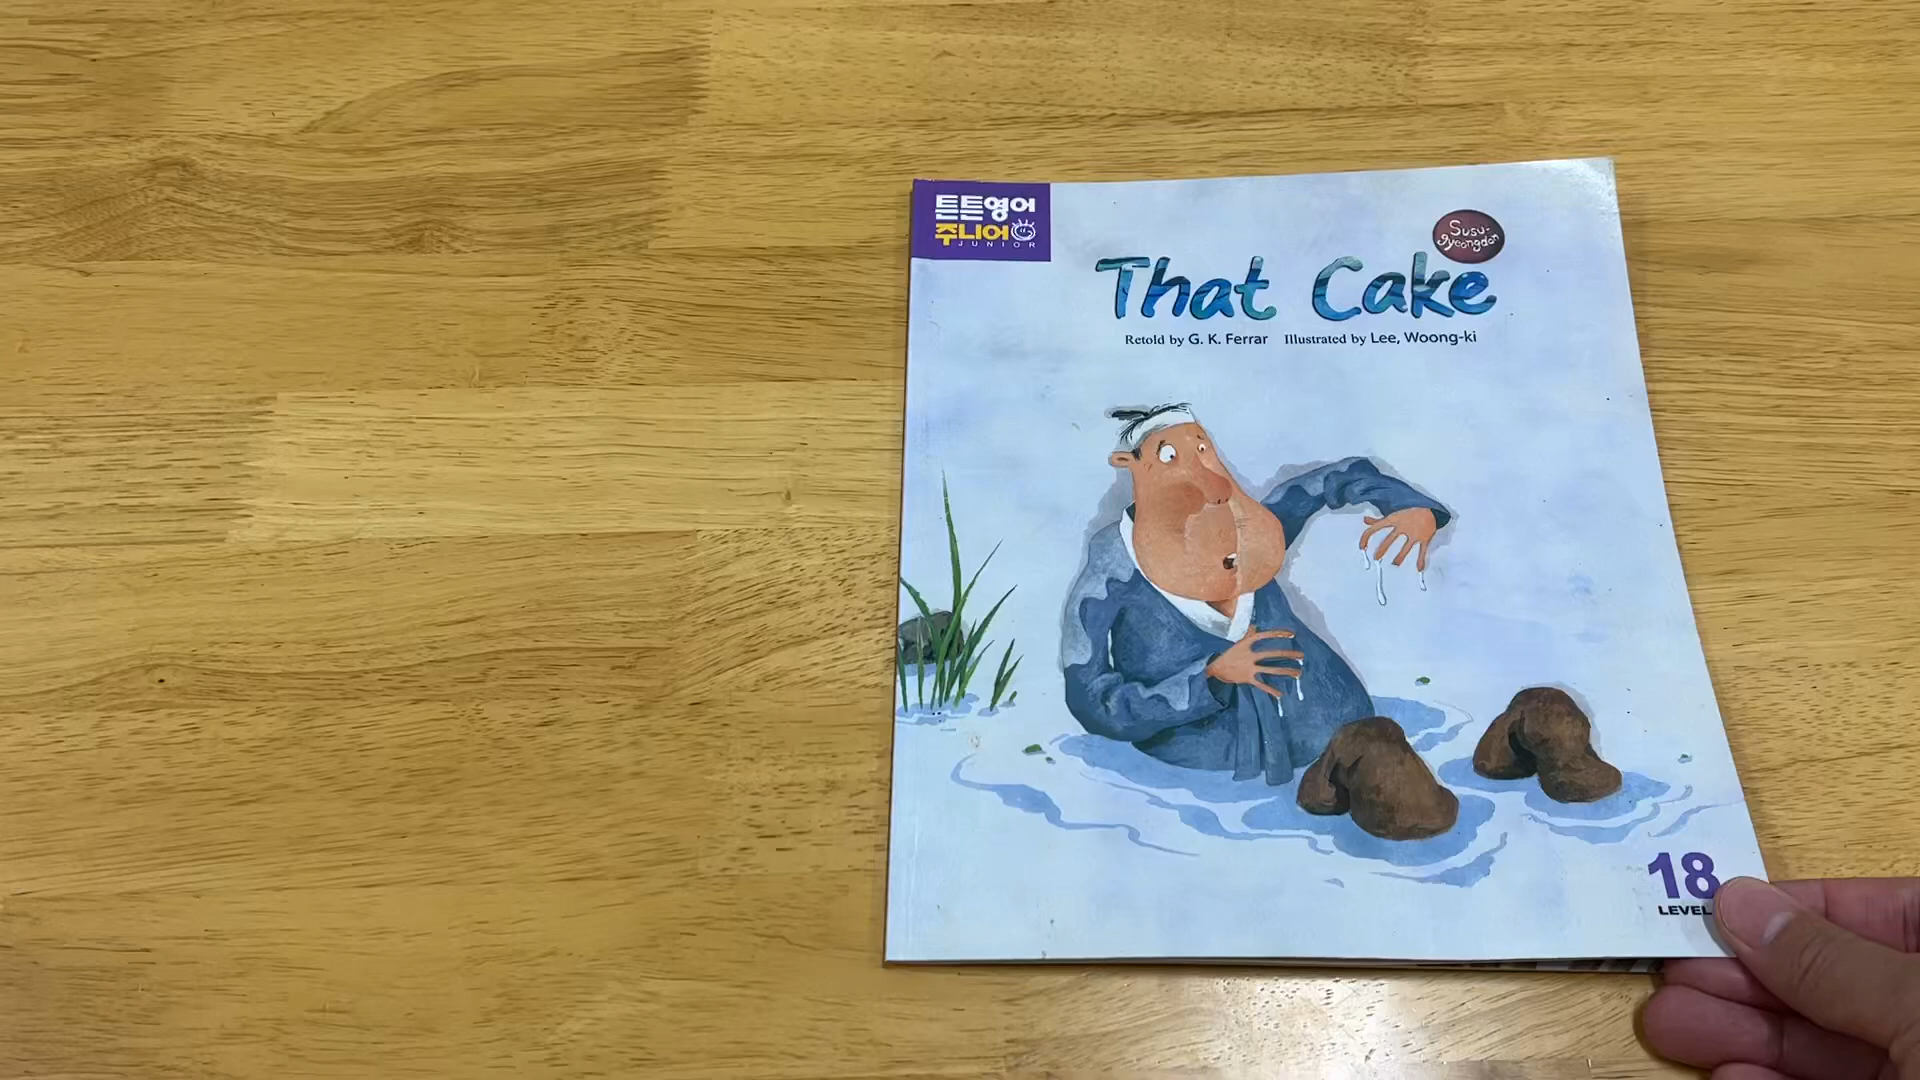 튼튼영어
주니어
JUNIOR
Susu-
gyeongdan
That Cake
Retold by G. K. Ferrar Illustrated by Lee, Woong-ki
18
LEVEL